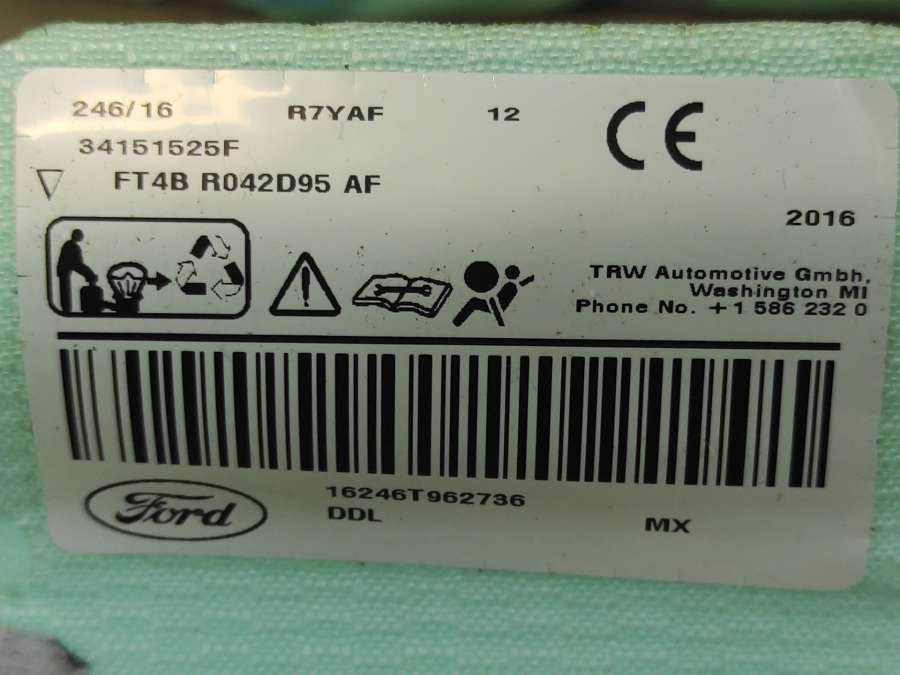 246/16 R7YAF 12
34151525F
FT4B R042D95 AF
CE
2016
TRW Automotive Gmbh,
Washington MI
Phone No. +1 586 232 0
Ford
16246T962736
DDL MX